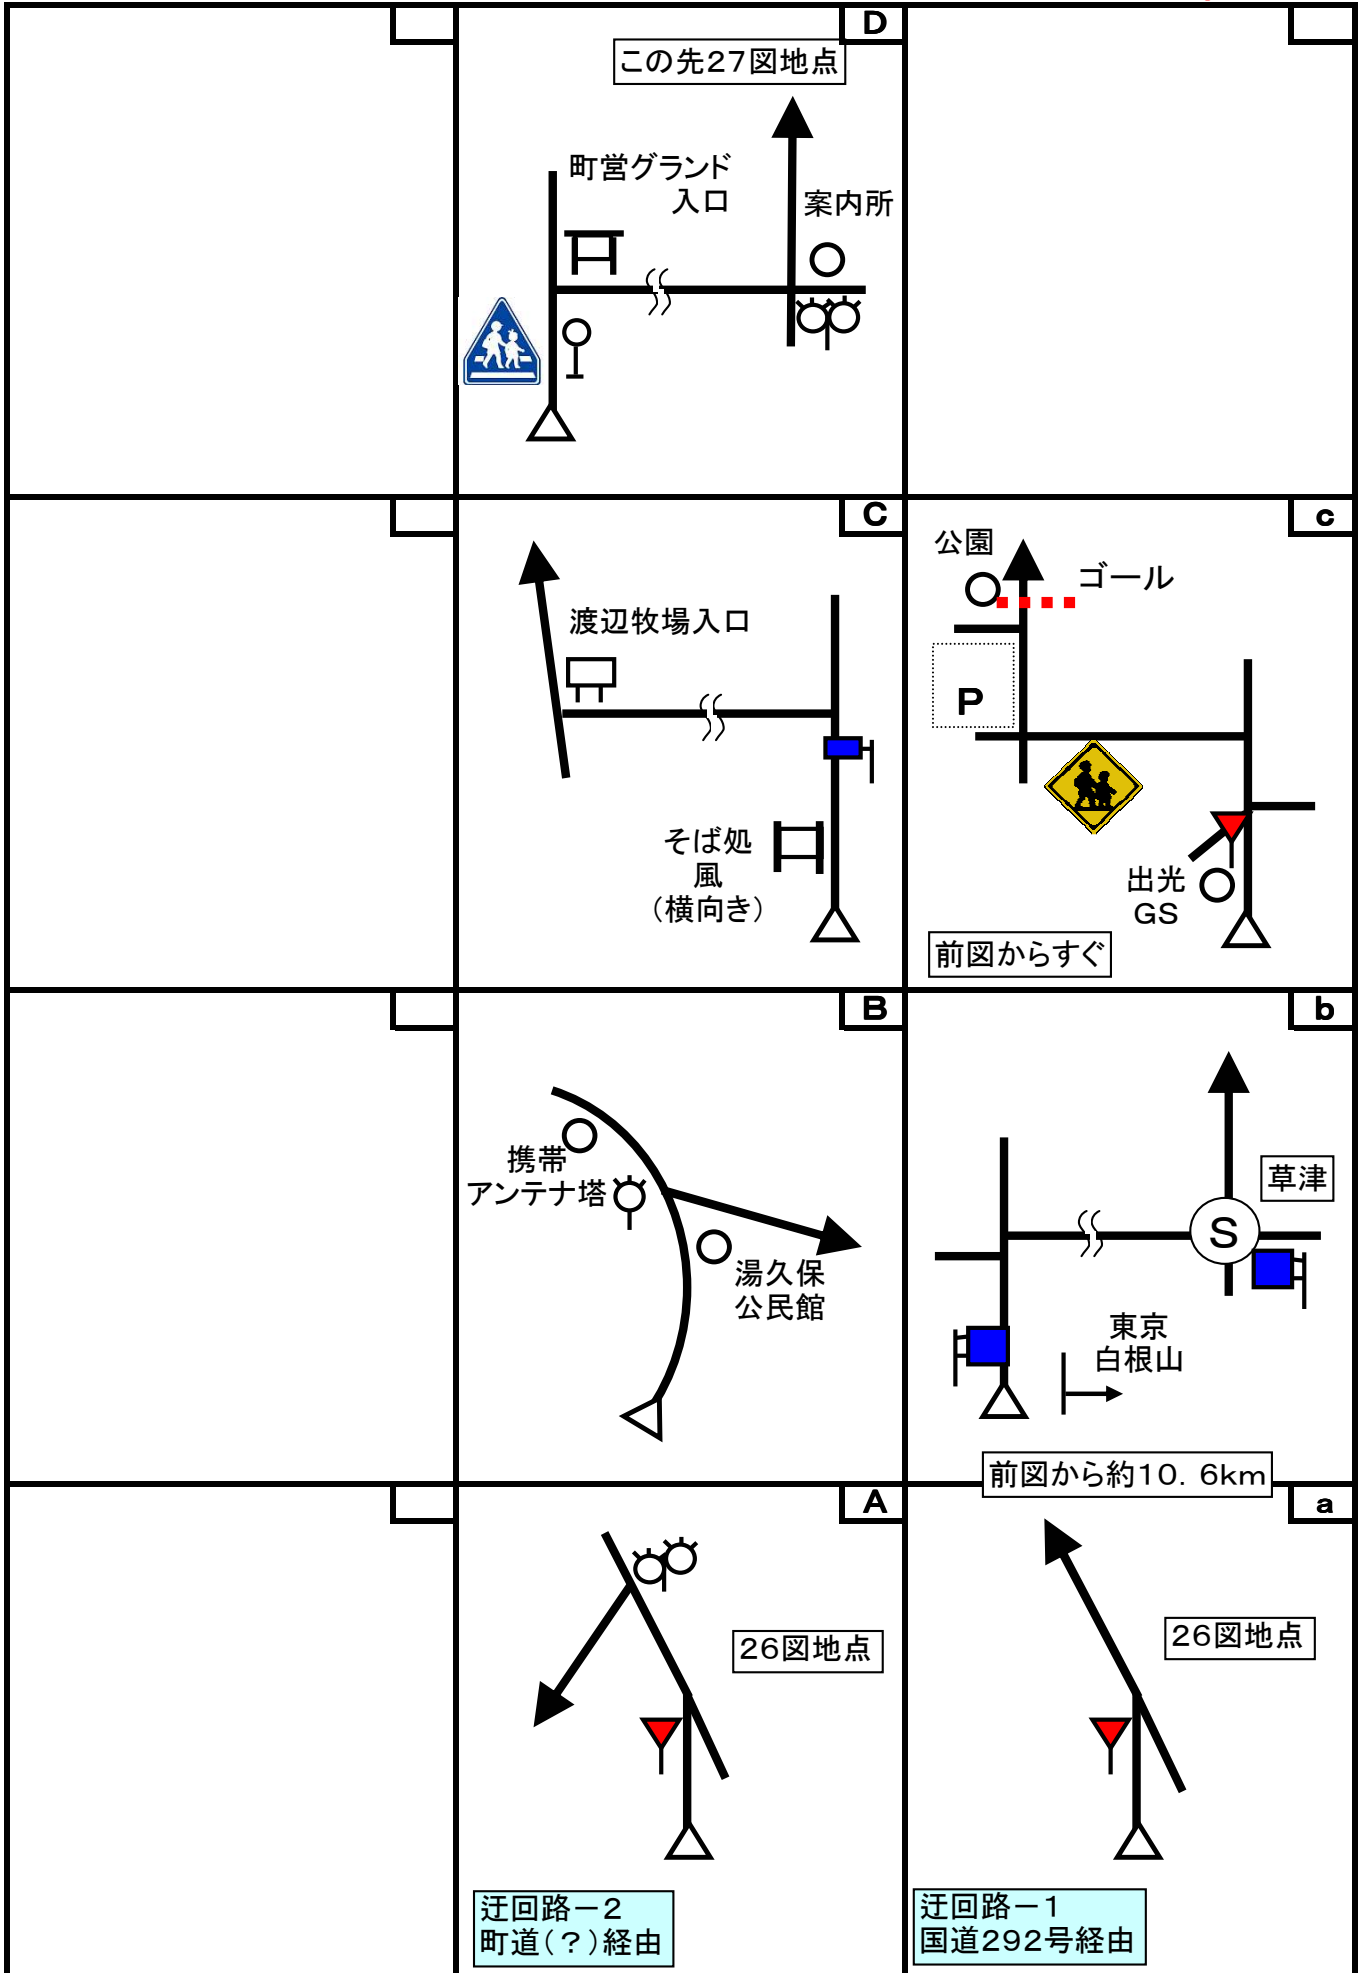 D
この先27図地点
町営グランド
入口
案内所
C
渡辺牧場入口
そば処
風
(横向き)
c
公園
ゴール
P
出光
GS
前図からすぐ
B
携帯
アンテナ塔
湯久保
公民館
b
草津
S
東京
白根山
前図から約10.6km
A
26図地点
迂回路－2
町道(?)経由
a
26図地点
迂回路－1
国道292号経由